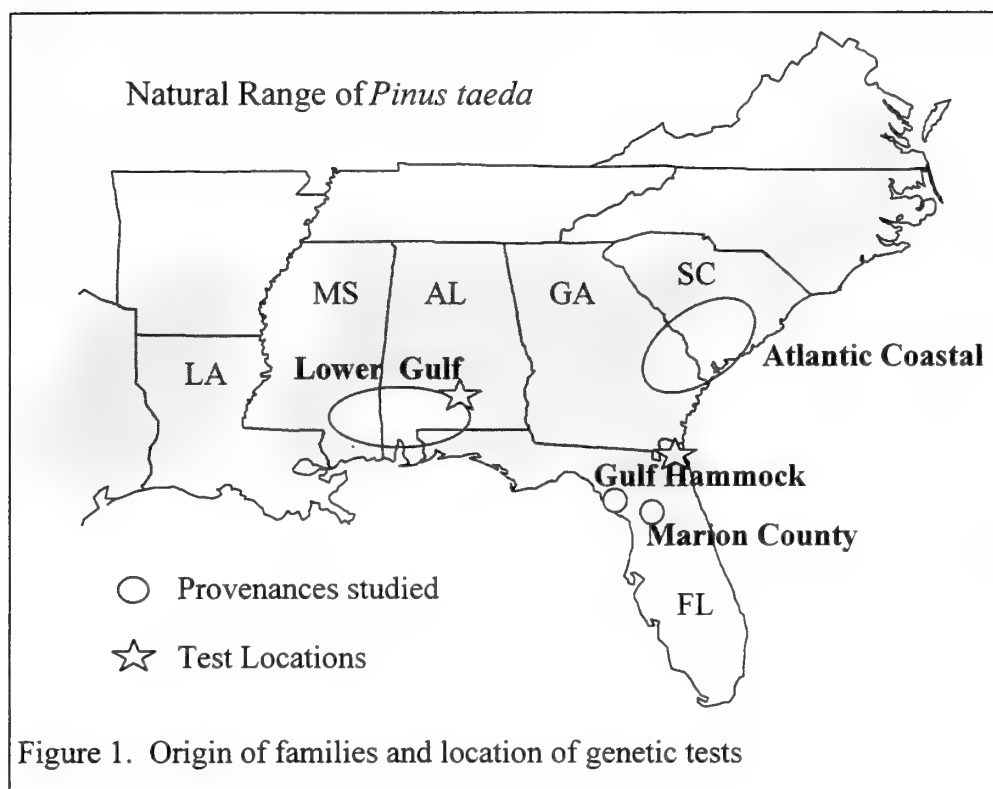 Natural Range of Pinus taeda
MS
AL
GA
SC
LA
Lower Gulf
Atlantic Coastal
Gulf Hammock
Marion County
FL
Provenances studied
Test Locations
Figure 1. Origin of families and location of genetic tests